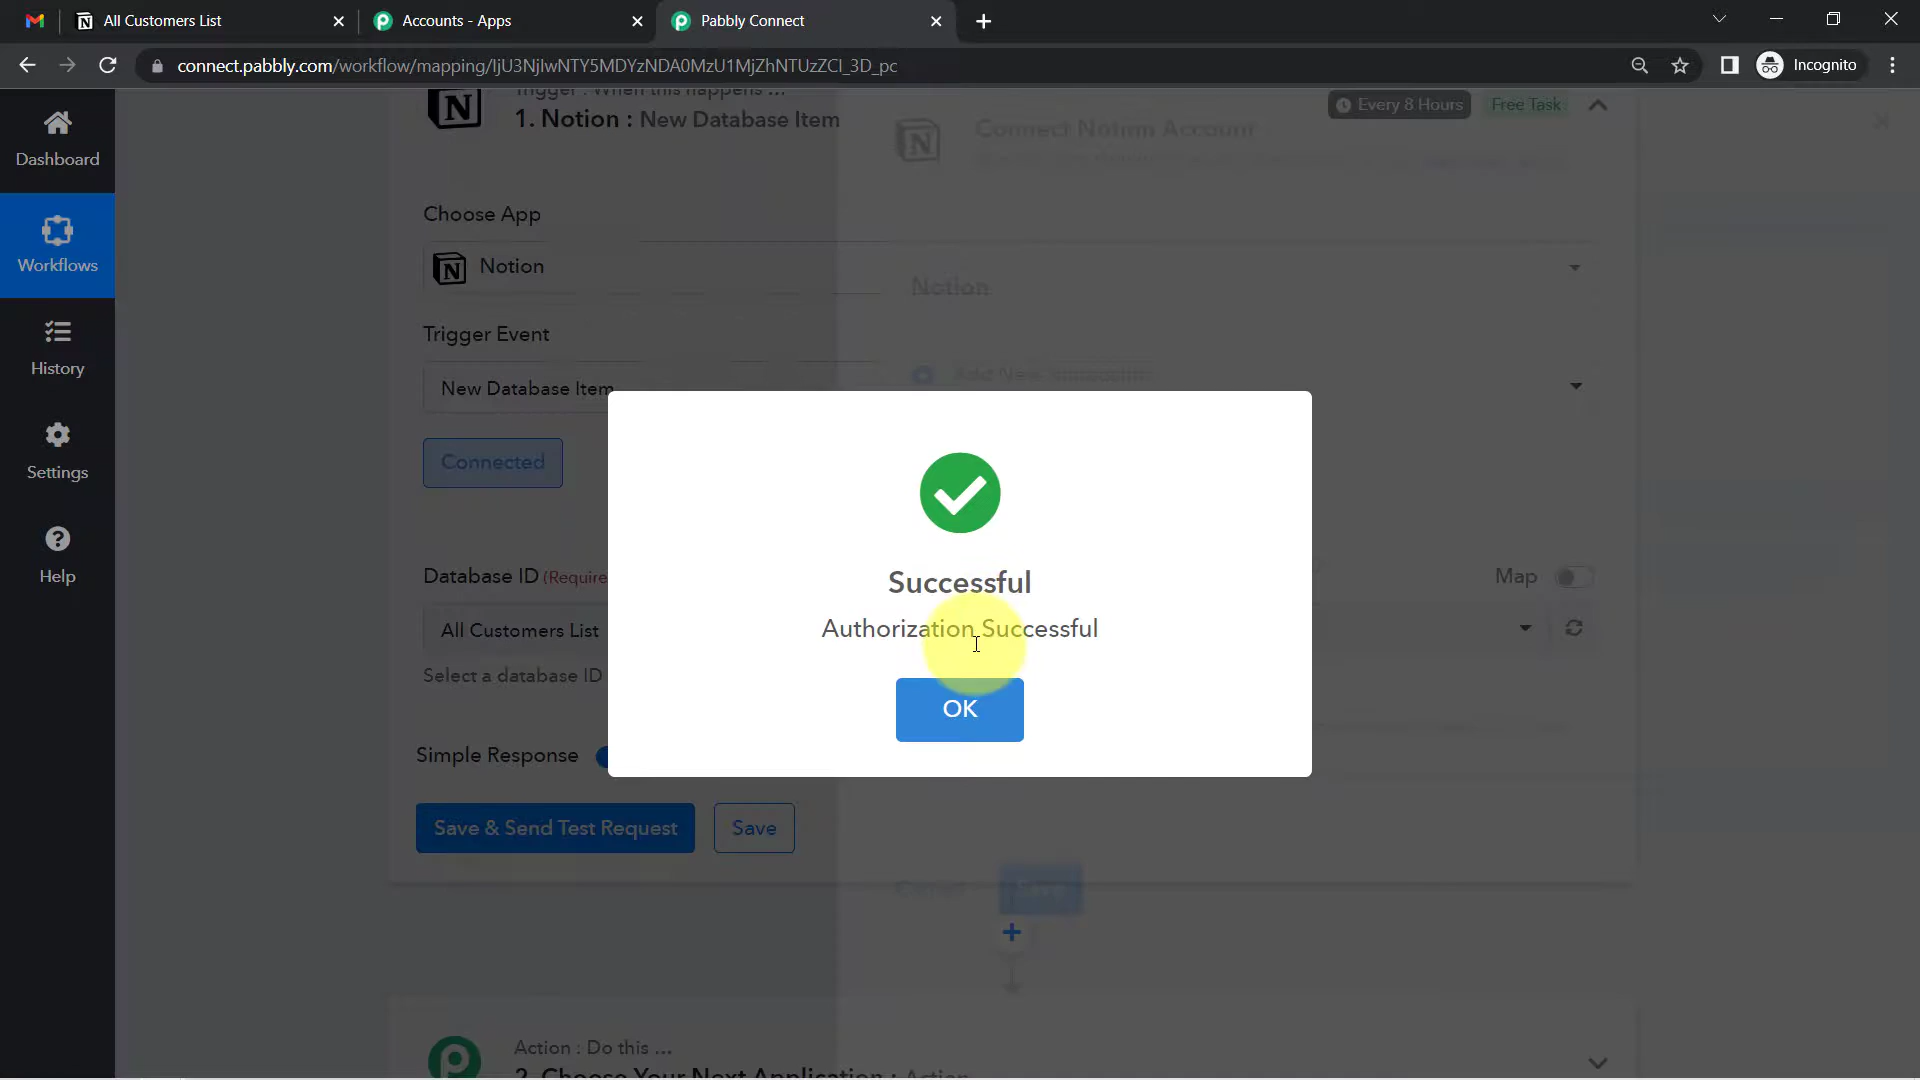 All Customers List
Accounts - Apps
Pabbly Connect
connect.pabbly.com/workflow/mapping/IjU3NjIwNTY5MDYzNDA0MzU1MjZhNTUzZCI_3D_pc
Incognito
Dashboard
Workflows
History
Settings
Help
Trigger : When this happens ...
1. Notion : New Database Item
Every 8 Hours
Free Task
Connect Notion Account
Choose App
Notion
Notion
Trigger Event
Add New
New Database Item
Connected
Database ID (Require
Map
All Customers List
Select a database ID
Simple Response
Save & Send Test Request
Save
Successful
Authorization Successful
OK
Save
Action : Do this ...
2. Choose Your Next Application : Action